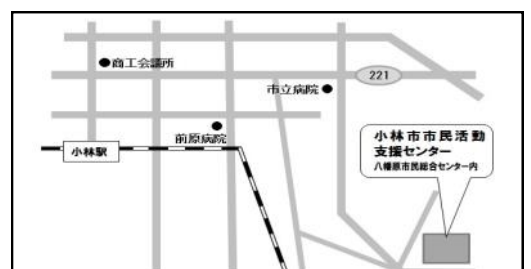 商工会議所
221
市立病院
前原病院
小林駅
小林市市民活動
支援センター
八幡原市民総合センター内